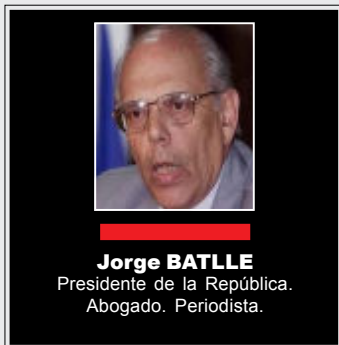 Jorge BATLLE
Presidente de la República.
Abogado. Periodista.